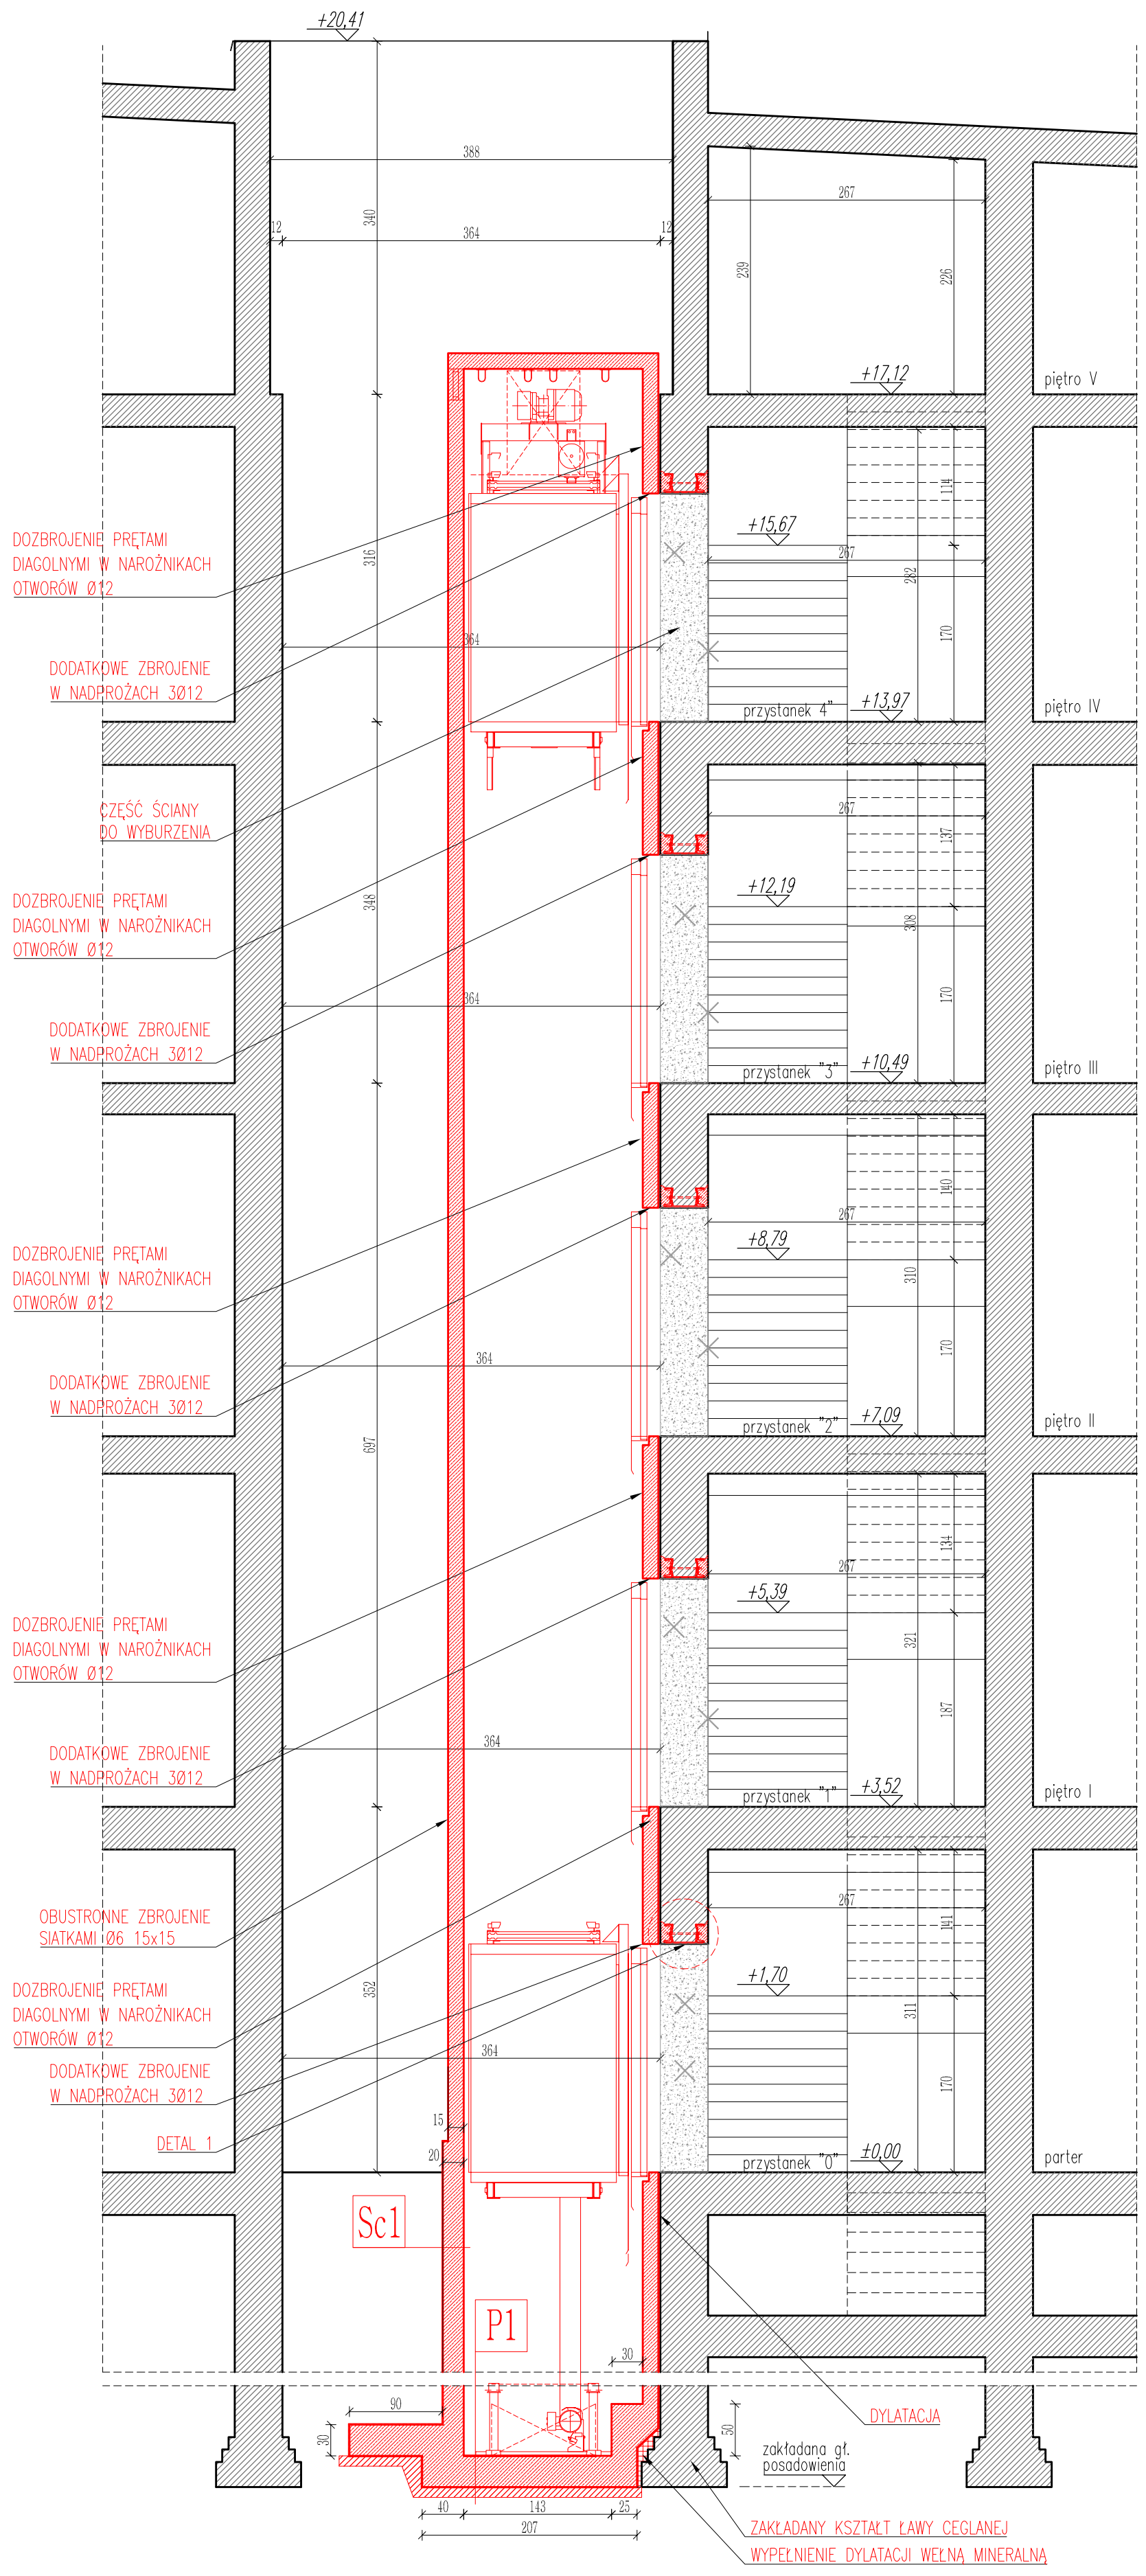 +20,41
388
340
12
364
12
267
239
226
+17,12
piętro V
114
+15,67
267
282
316
170
364
DOZBROJENIE PRĘTAMI
DIAGOLNYMI W NAROŻNIKACH
OTWORÓW Ø12
DODATKOWE ZBROJENIE
W NADPROŻACH 3Ø12
przystanek 4"
+13,97
piętro IV
CZĘŚĆ ŚCIANY
DO WYBURZENIA
267
137
+12,19
308
348
170
364
DOZBROJENIE PRĘTAMI
DIAGOLNYMI W NAROŻNIKACH
OTWORÓW Ø12
DODATKOWE ZBROJENIE
W NADPROŻACH 3Ø12
przystanek "3"
+10,49
piętro III
140
267
+8,79
310
170
364
DOZBROJENIE PRĘTAMI
DIAGOLNYMI W NAROŻNIKACH
OTWORÓW Ø12
DODATKOWE ZBROJENIE
W NADPROŻACH 3Ø12
przystanek "2"
+7,09
piętro II
697
134
267
+5,39
321
187
364
DOZBROJENIE PRĘTAMI
DIAGOLNYMI W NAROŻNIKACH
OTWORÓW Ø12
DODATKOWE ZBROJENIE
W NADPROŻACH 3Ø12
przystanek "1"
+3,52
piętro I
267
141
+1,70
311
352
170
364
OBUSTRONNE ZBROJENIE
SIATKAMI Ø6 15x15
DOZBROJENIE PRĘTAMI
DIAGOLNYMI W NAROŻNIKACH
OTWORÓW Ø12
DODATKOWE ZBROJENIE
W NADPROŻACH 3Ø12
DETAL 1
15
20
przystanek "0"
±0,00
parter
Sc1
P1
30
90
30
50
DYLATACJA
zakładana gł.
posadowienia
40
143
25
207
ZAKŁADANY KSZTAŁT ŁAWY CEGLANEJ
WYPEŁNIENIE DYLATACJI WEŁNĄ MINERALNĄ